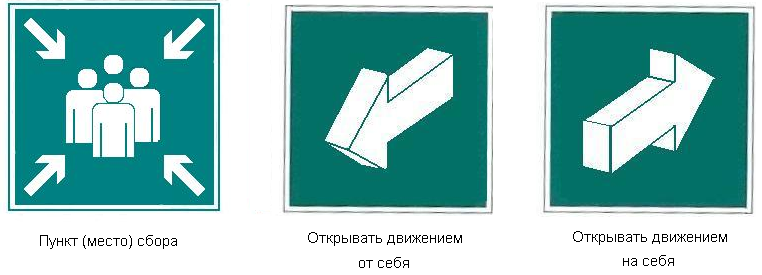 Пункт (место) сбора
Открывать движением
от себя
Открывать движением
на себя